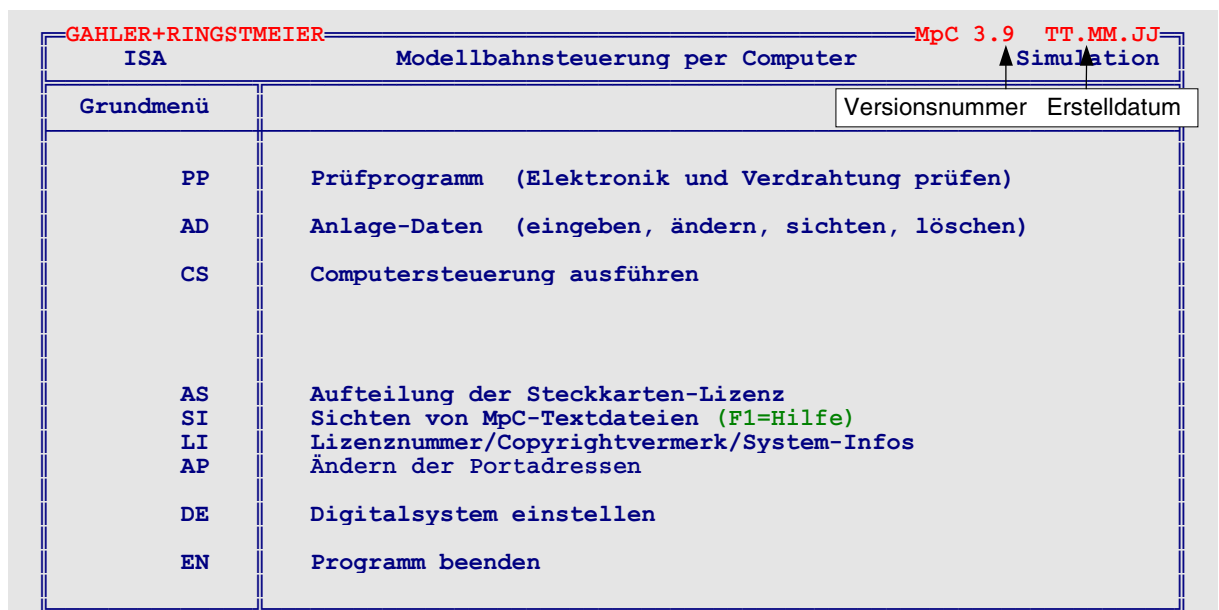 GAHLER+RINGSTMEIER MpC 3.9 TT.MM.JJ
ISA Modellbahnsteuerung per Computer Simulation
Grundmenü
Versionsnummer Erstelldatum
PP Prüfprogramm (Elektronik und Verdrahtung prüfen)
AD Anlage-Daten (eingeben, ändern, sichten, löschen)
CS Computersteuerung ausführen
AS Aufteilung der Steckkarten-Lizenz
SI Sichten von MpC-Textdateien (F1=Hilfe)
LI Lizenznummer/Copyrightvermerk/System-Infos
AP Ändern der Portadressen
DE Digitalsystem einstellen
EN Programm beenden